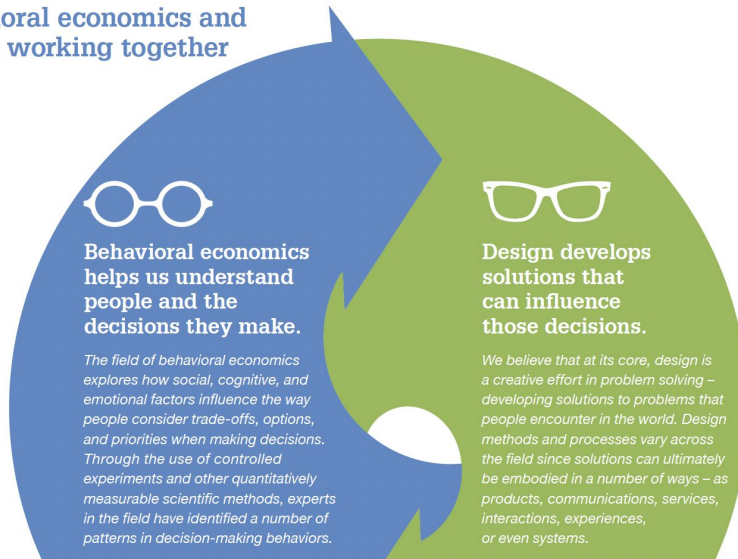 oral economics and
working together
Behavioral economics
helps us understand
people and the
decisions they make.
The field of behavioral economics
explores how social, cognitive, and
emotional factors influence the way
people consider trade-offs, options,
and priorities when making decisions.
Through the use of controlled
experiments and other quantitatively
measurable scientific methods, experts
in the field have identified a number of
patterns in decision-making behaviors.
Design develops
solutions that
can influence
those decisions.
We believe that at its core, design is
a creative effort in problem solving –
developing solutions to problems that
people encounter in the world. Design
methods and processes vary across
the field since solutions can ultimately
be embodied in a number of ways – as
products, communications, services,
interactions, experiences,
or even systems.